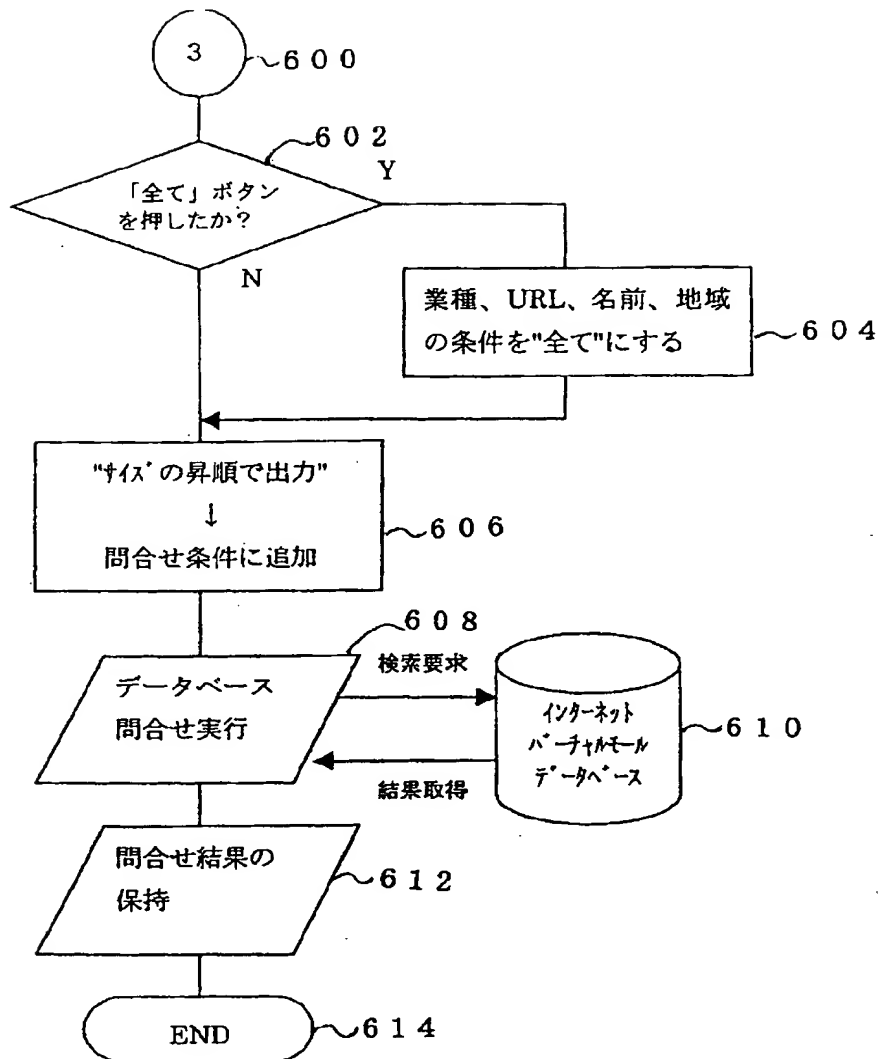 3
600
602
Y
「全て」ボタン
を押したか?
N
業種、URL、名前、地域
の条件を"全て"にする
604
"ｻｲｽﾞの昇順で出力"
↓
問合せ条件に追加
606
608
検索要求
データベース
問合せ実行
結果取得
ｲﾝﾀｰﾈｯﾄ
ﾊﾞｰﾁｬﾙﾓｰﾙ
ﾃﾞｰﾀﾍﾞｰｽ
610
問合せ結果の
保持
612
END
614